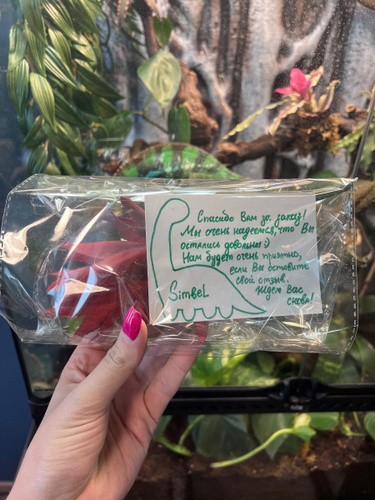 Спасибо Вам за заказ!
Мы очень надеемся, что Вы
остались довольны :)
Нам будет очень приятно,
если Вы оставите
свой отзыв.
Ждем Вас
снова!
SimbeL